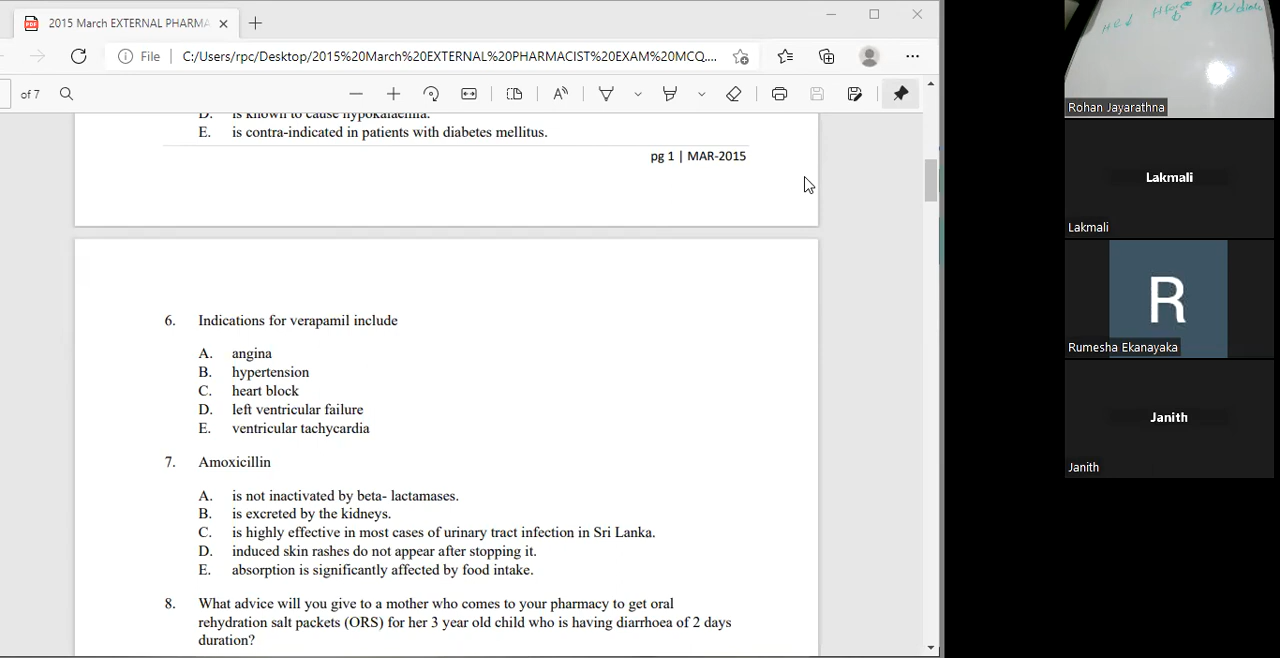 2015 March EXTERNAL PHARMA
File
C:/Users/rpc/Desktop/2015%20March%20EXTERNAL%20PHARMACIST%20EXAM%20MCQ....
of 7
D. is known to cause hypokalaemia.
E. is contra-indicated in patients with diabetes mellitus.
pg 1 | MAR-2015
6. Indications for verapamil include
A. angina
B. hypertension
C. heart block
D. left ventricular failure
E. ventricular tachycardia
7. Amoxicillin
A. is not inactivated by beta- lactamases.
B. is excreted by the kidneys.
C. is highly effective in most cases of urinary tract infection in Sri Lanka.
D. induced skin rashes do not appear after stopping it.
E. absorption is significantly affected by food intake.
8. What advice will you give to a mother who comes to your pharmacy to get oral
rehydration salt packets (ORS) for her 3 year old child who is having diarrhoea of 2 days
duration?
Rohan Jayarathna
Lakmali
Lakmali
R
Rumesha Ekanayaka
Janith
Janith